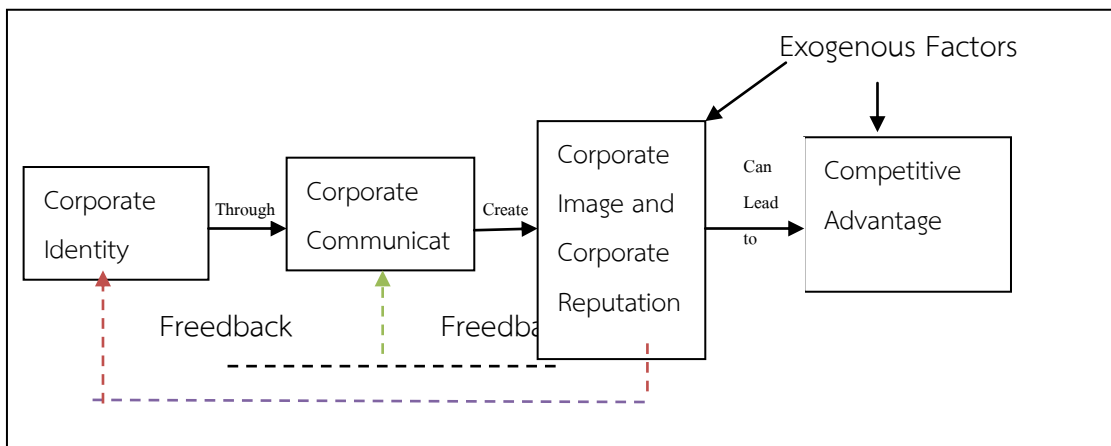 Exogenous Factors
Corporate
Identity
Through
Corporate
Communicat
Create
Corporate
Image and
Corporate
Reputation
Can
Lead
to
Competitive
Advantage
Freedback
Freedba